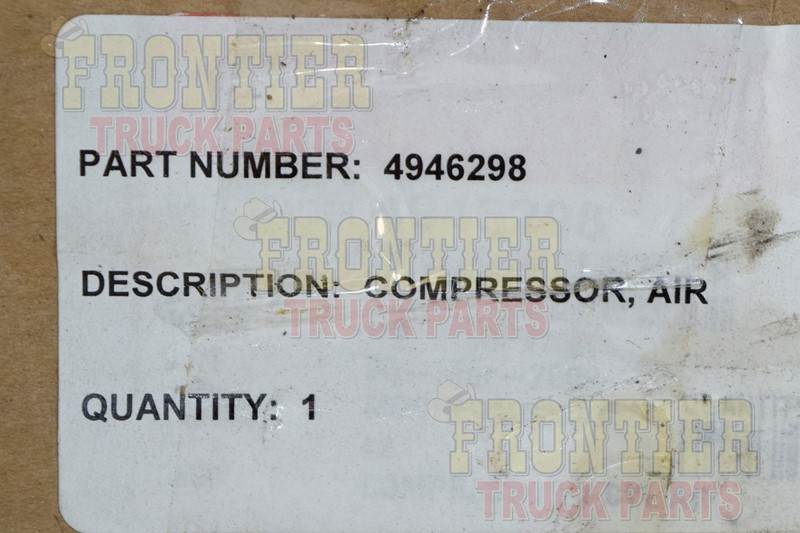 FRONTIER
TRUCK PARTS
PART NUMBER: 4946298
FRONTIER
DESCRIPTION: COMPRESSOR, AIR
TRUCK PARTS
QUANTITY: 1
FRONTIER
TRUCK PARTS